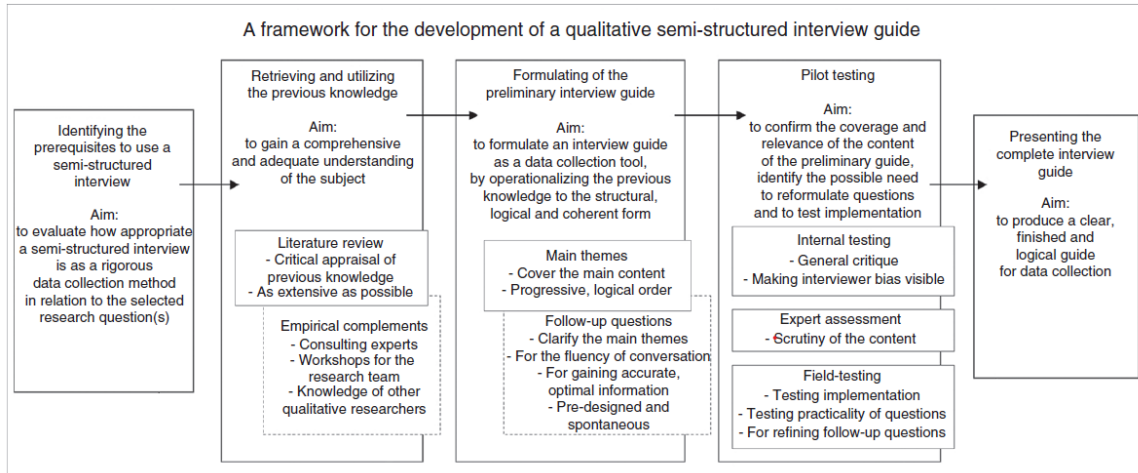 A framework for the development of a qualitative semi-structured interview guide
Identifying the
prerequisites to use a
semi-structured
interview
Aim:
to evaluate how appropriate
a semi-structured interview
is as a rigorous
data collection method
in relation to the selected
research question(s)
Retrieving and utilizing
the previous knowledge
Aim:
to gain a comprehensive
and adequate understanding
of the subject
Literature review
- Critical appraisal of
previous knowledge
- As extensive as possible
Empirical complements
- Consulting experts
- Workshops for the
research team
- Knowledge of other
qualitative researchers
Formulating of the
preliminary interview guide
Aim:
to formulate an interview guide
as a data collection tool,
by operationalizing the previous
knowledge to the structural,
logical and coherent form
Main themes
- Cover the main content
- Progressive, logical order
Follow-up questions
- Clarify the main themes
- For the fluency of conversation
- For gaining accurate,
optimal information
- Pre-designed and
spontaneous
Pilot testing
Aim:
to confirm the coverage and
relevance of the content
of the preliminary guide,
identify the possible need
to reformulate questions
and to test implementation
Internal testing
- General critique
- Making interviewer bias visible
Expert assessment
- Scrutiny of the content
Field-testing
- Testing implementation
- Testing practicality of questions
- For refining follow-up questions
Presenting the
complete interview
guide
Aim:
to produce a clear,
finished and
logical guide
for data collection